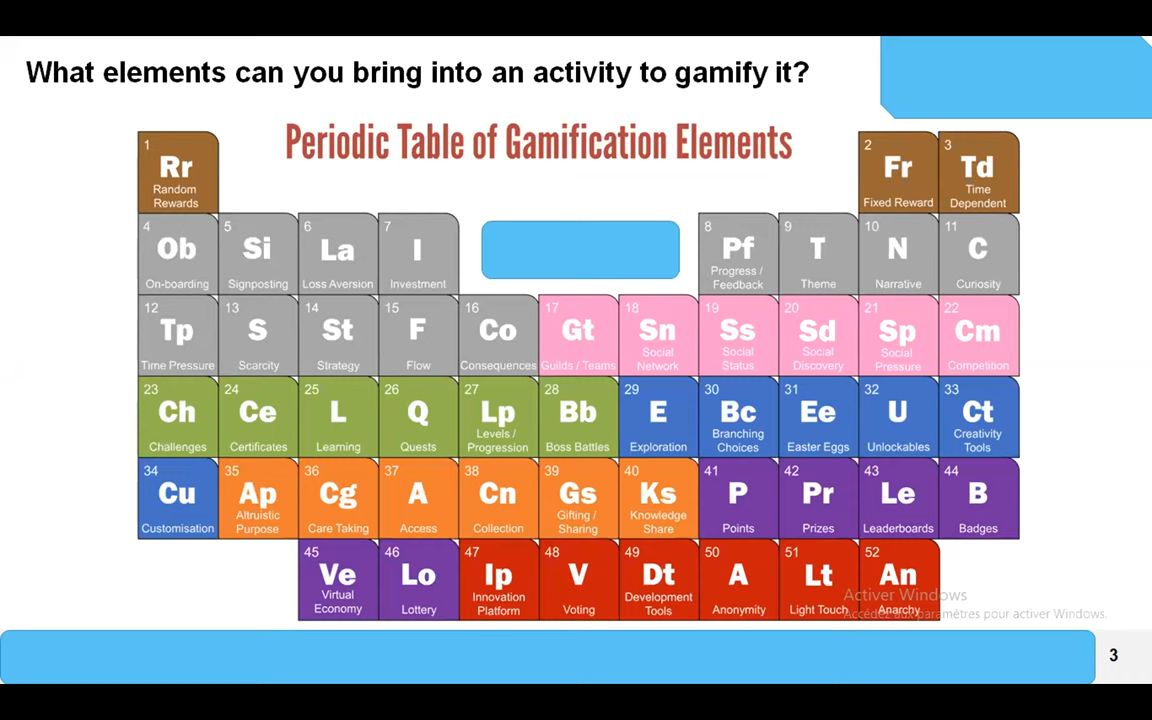 What elements can you bring into an activity to gamify it?
Periodic Table of Gamification Elements
1
Rr
Random
Rewards
2
Fr
Fixed Reward
3
Td
Time
Dependent
4
Ob
On-boarding
5
Si
Signposting
6
La
Loss Aversion
7
I
Investment
8
Pf
Progress /
Feedback
9
T
Theme
10
N
Narrative
11
C
Curiosity
12
Tp
Time Pressure
13
S
Scarcity
14
St
Strategy
15
F
Flow
16
Co
Consequences
17
Gt
Guilds / Teams
18
Sn
Social
Network
19
Ss
Social
Status
20
Sd
Social
Discovery
21
Sp
Social
Pressure
22
Cm
Competition
23
Ch
Challenges
24
Ce
Certificates
25
L
Learning
26
Q
Quests
27
Lp
Levels /
Progression
28
Bb
Boss Battles
29
E
Exploration
30
Bc
Branching
Choices
31
Ee
Easter Eggs
32
U
Unlockables
33
Ct
Creativity
Tools
34
Cu
Customisation
35
Ap
Altruistic
Purpose
36
Cg
Care Taking
37
A
Access
38
Cn
Collection
39
Gs
Gifting /
Sharing
40
Ks
Knowledge
Share
41
P
Points
42
Pr
Prizes
43
Le
Leaderboards
44
B
Badges
45
Ve
Virtual
Economy
46
Lo
Lottery
47
Ip
Innovation
Platform
48
V
Voting
49
Dt
Development
Tools
50
A
Anonymity
51
Lt
Light Touch
52
An
Anarchy
Activer Windows
Accédez aux paramètres pour activer Windows.
3